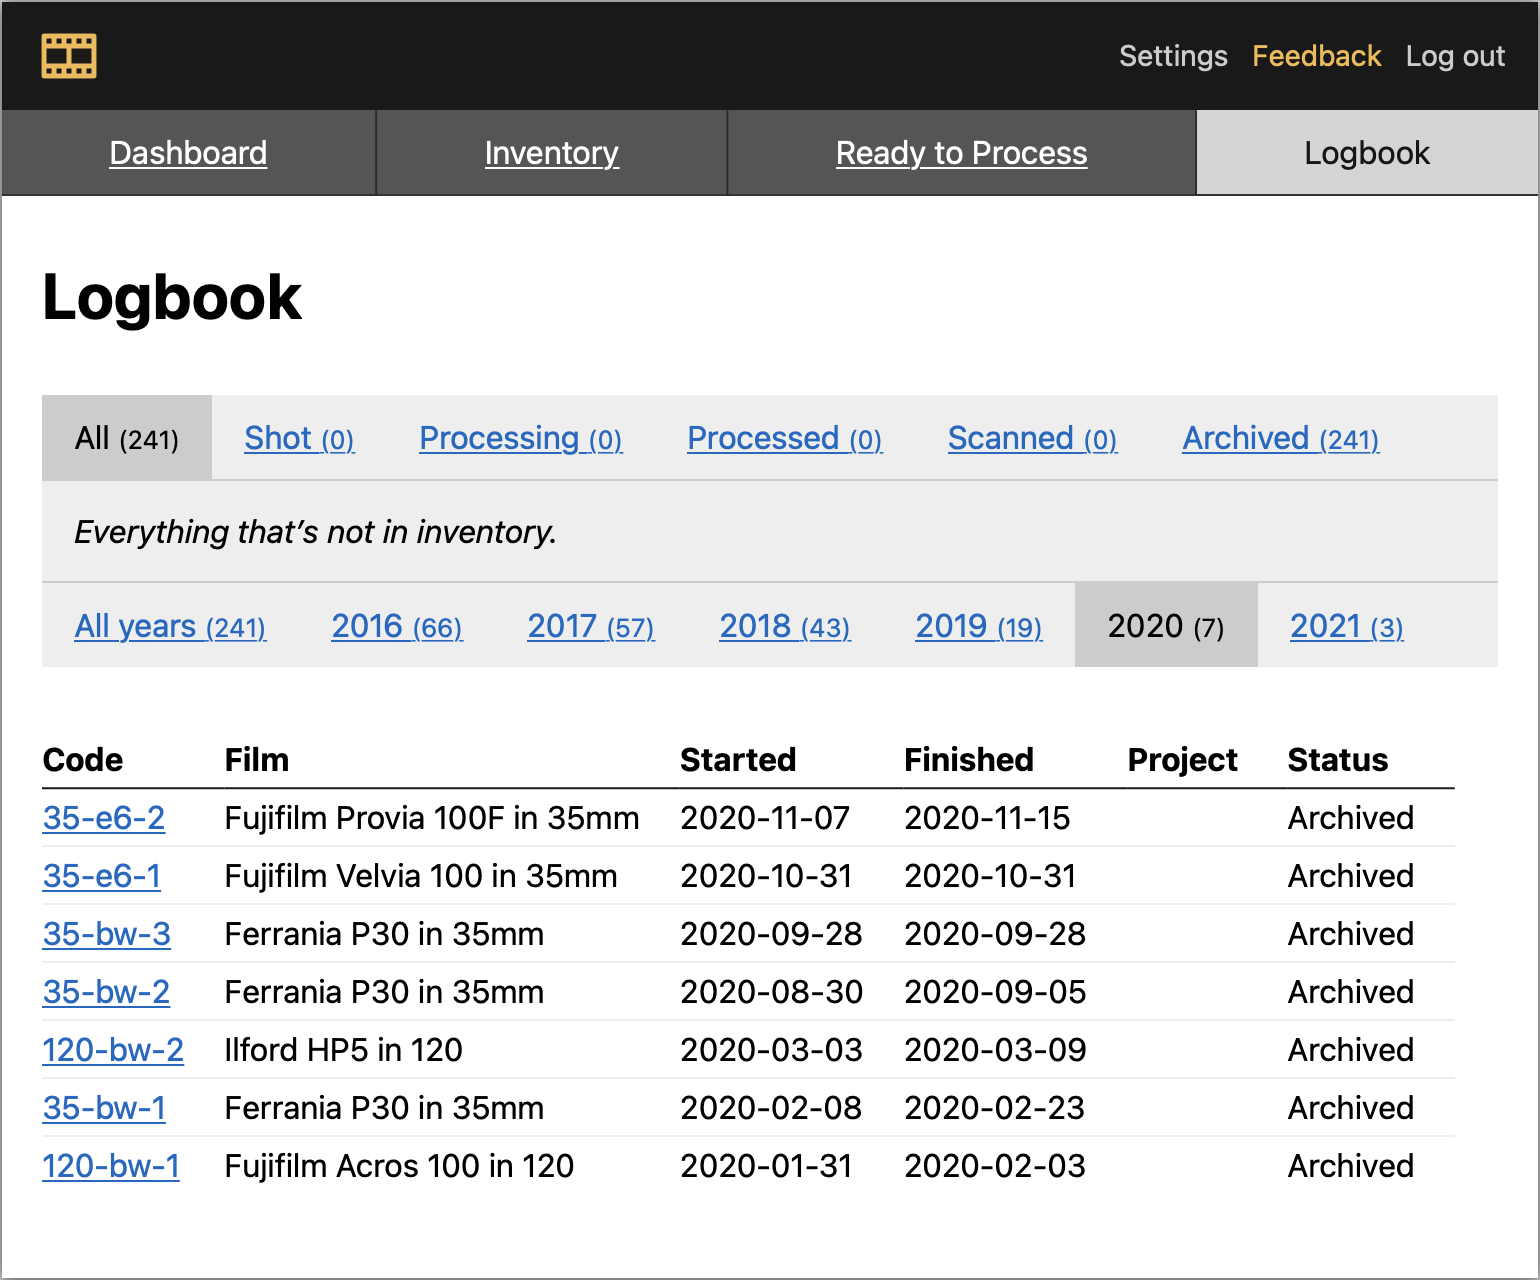 Settings Feedback Log out
Dashboard Inventory Ready to Process Logbook
Logbook
All (241) Shot (0) Processing (0) Processed (0) Scanned (0) Archived (241)
Everything that’s not in inventory.
All years (241) 2016 (66) 2017 (57) 2018 (43) 2019 (19) 2020 (7) 2021 (3)
Code Film Started Finished Project Status
35-e6-2 Fujifilm Provia 100F in 35mm 2020-11-07 2020-11-15 Archived
35-e6-1 Fujifilm Velvia 100 in 35mm 2020-10-31 2020-10-31 Archived
35-bw-3 Ferrania P30 in 35mm 2020-09-28 2020-09-28 Archived
35-bw-2 Ferrania P30 in 35mm 2020-08-30 2020-09-05 Archived
120-bw-2 Ilford HP5 in 120 2020-03-03 2020-03-09 Archived
35-bw-1 Ferrania P30 in 35mm 2020-02-08 2020-02-23 Archived
120-bw-1 Fujifilm Acros 100 in 120 2020-01-31 2020-02-03 Archived